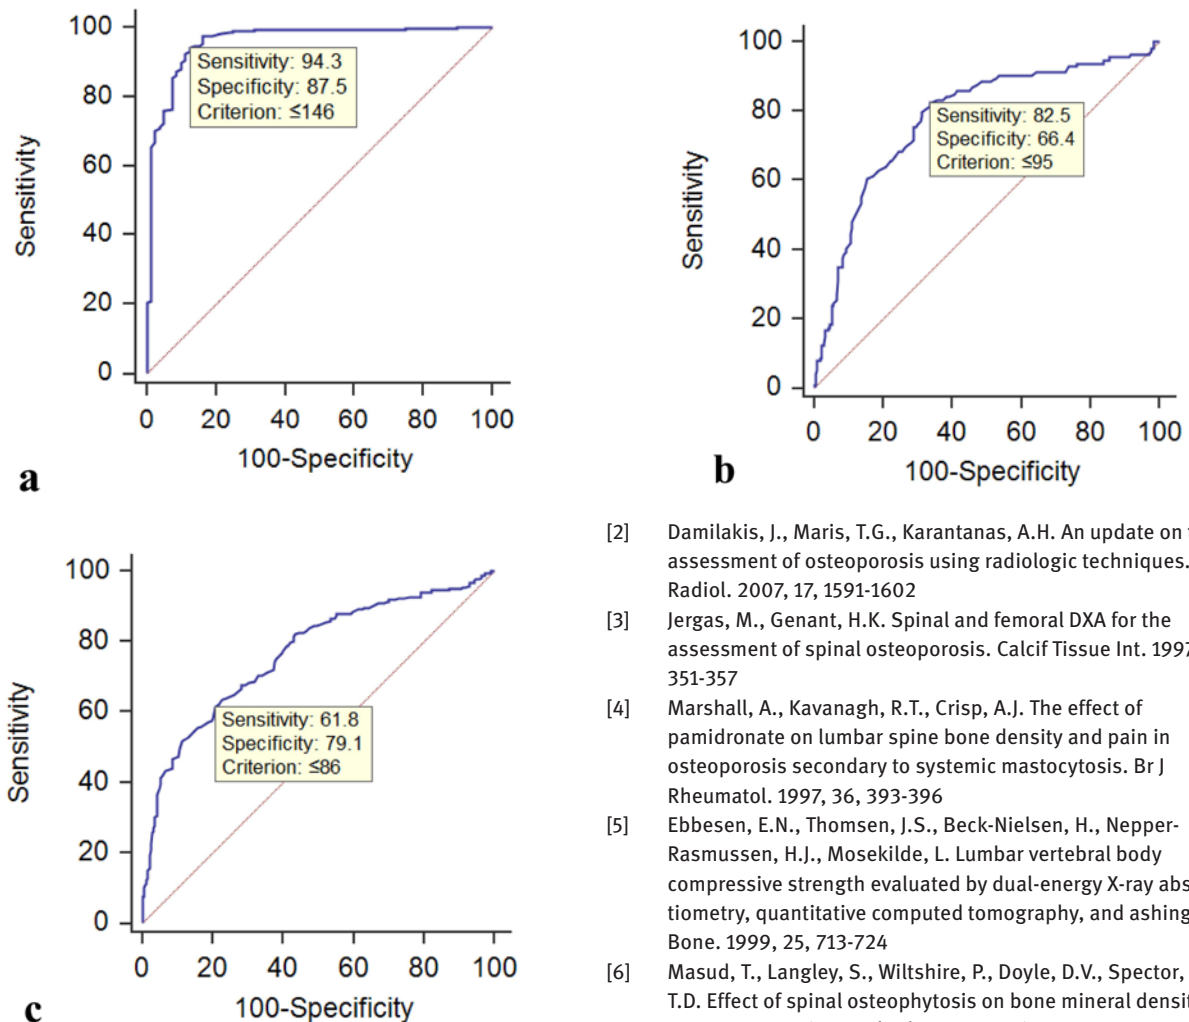 100
80
60
40
20
0
Sensitivity
Sensitivity: 94.3
Specificity: 87.5
Criterion: ≤146
0 20 40 60 80 100
100-Specificity
a
100
80
60
40
20
0
Sensitivity
Sensitivity: 82.5
Specificity: 66.4
Criterion: ≤95
0 20 40 60 80 100
100-Specificity
b
100
80
60
40
20
0
Sensitivity
Sensitivity: 61.8
Specificity: 79.1
Criterion: ≤86
0 20 40 60 80 100
100-Specificity
c
[2] Damilakis, J., Maris, T.G., Karantanas, A.H. An update on
assessment of osteoporosis using radiologic techniques.
Radiol. 2007, 17, 1591-1602
[3] Jergas, M., Genant, H.K. Spinal and femoral DXA for the
assessment of spinal osteoporosis. Calcif Tissue Int. 1997
351-357
[4] Marshall, A., Kavanagh, R.T., Crisp, A.J. The effect of
pamidronate on lumbar spine bone density and pain in
osteoporosis secondary to systemic mastocytosis. Br J
Rheumatol. 1997, 36, 393-396
[5] Ebbesen, E.N., Thomsen, J.S., Beck-Nielsen, H., Nepper-
Rasmussen, H.J., Mosekilde, L. Lumbar vertebral body
compressive strength evaluated by dual-energy X-ray abs
tiometry, quantitative computed tomography, and ashing
Bone. 1999, 25, 713-724
[6] Masud, T., Langley, S., Wiltshire, P., Doyle, D.V., Spector,
T.D. Effect of spinal osteophytosis on bone mineral densit